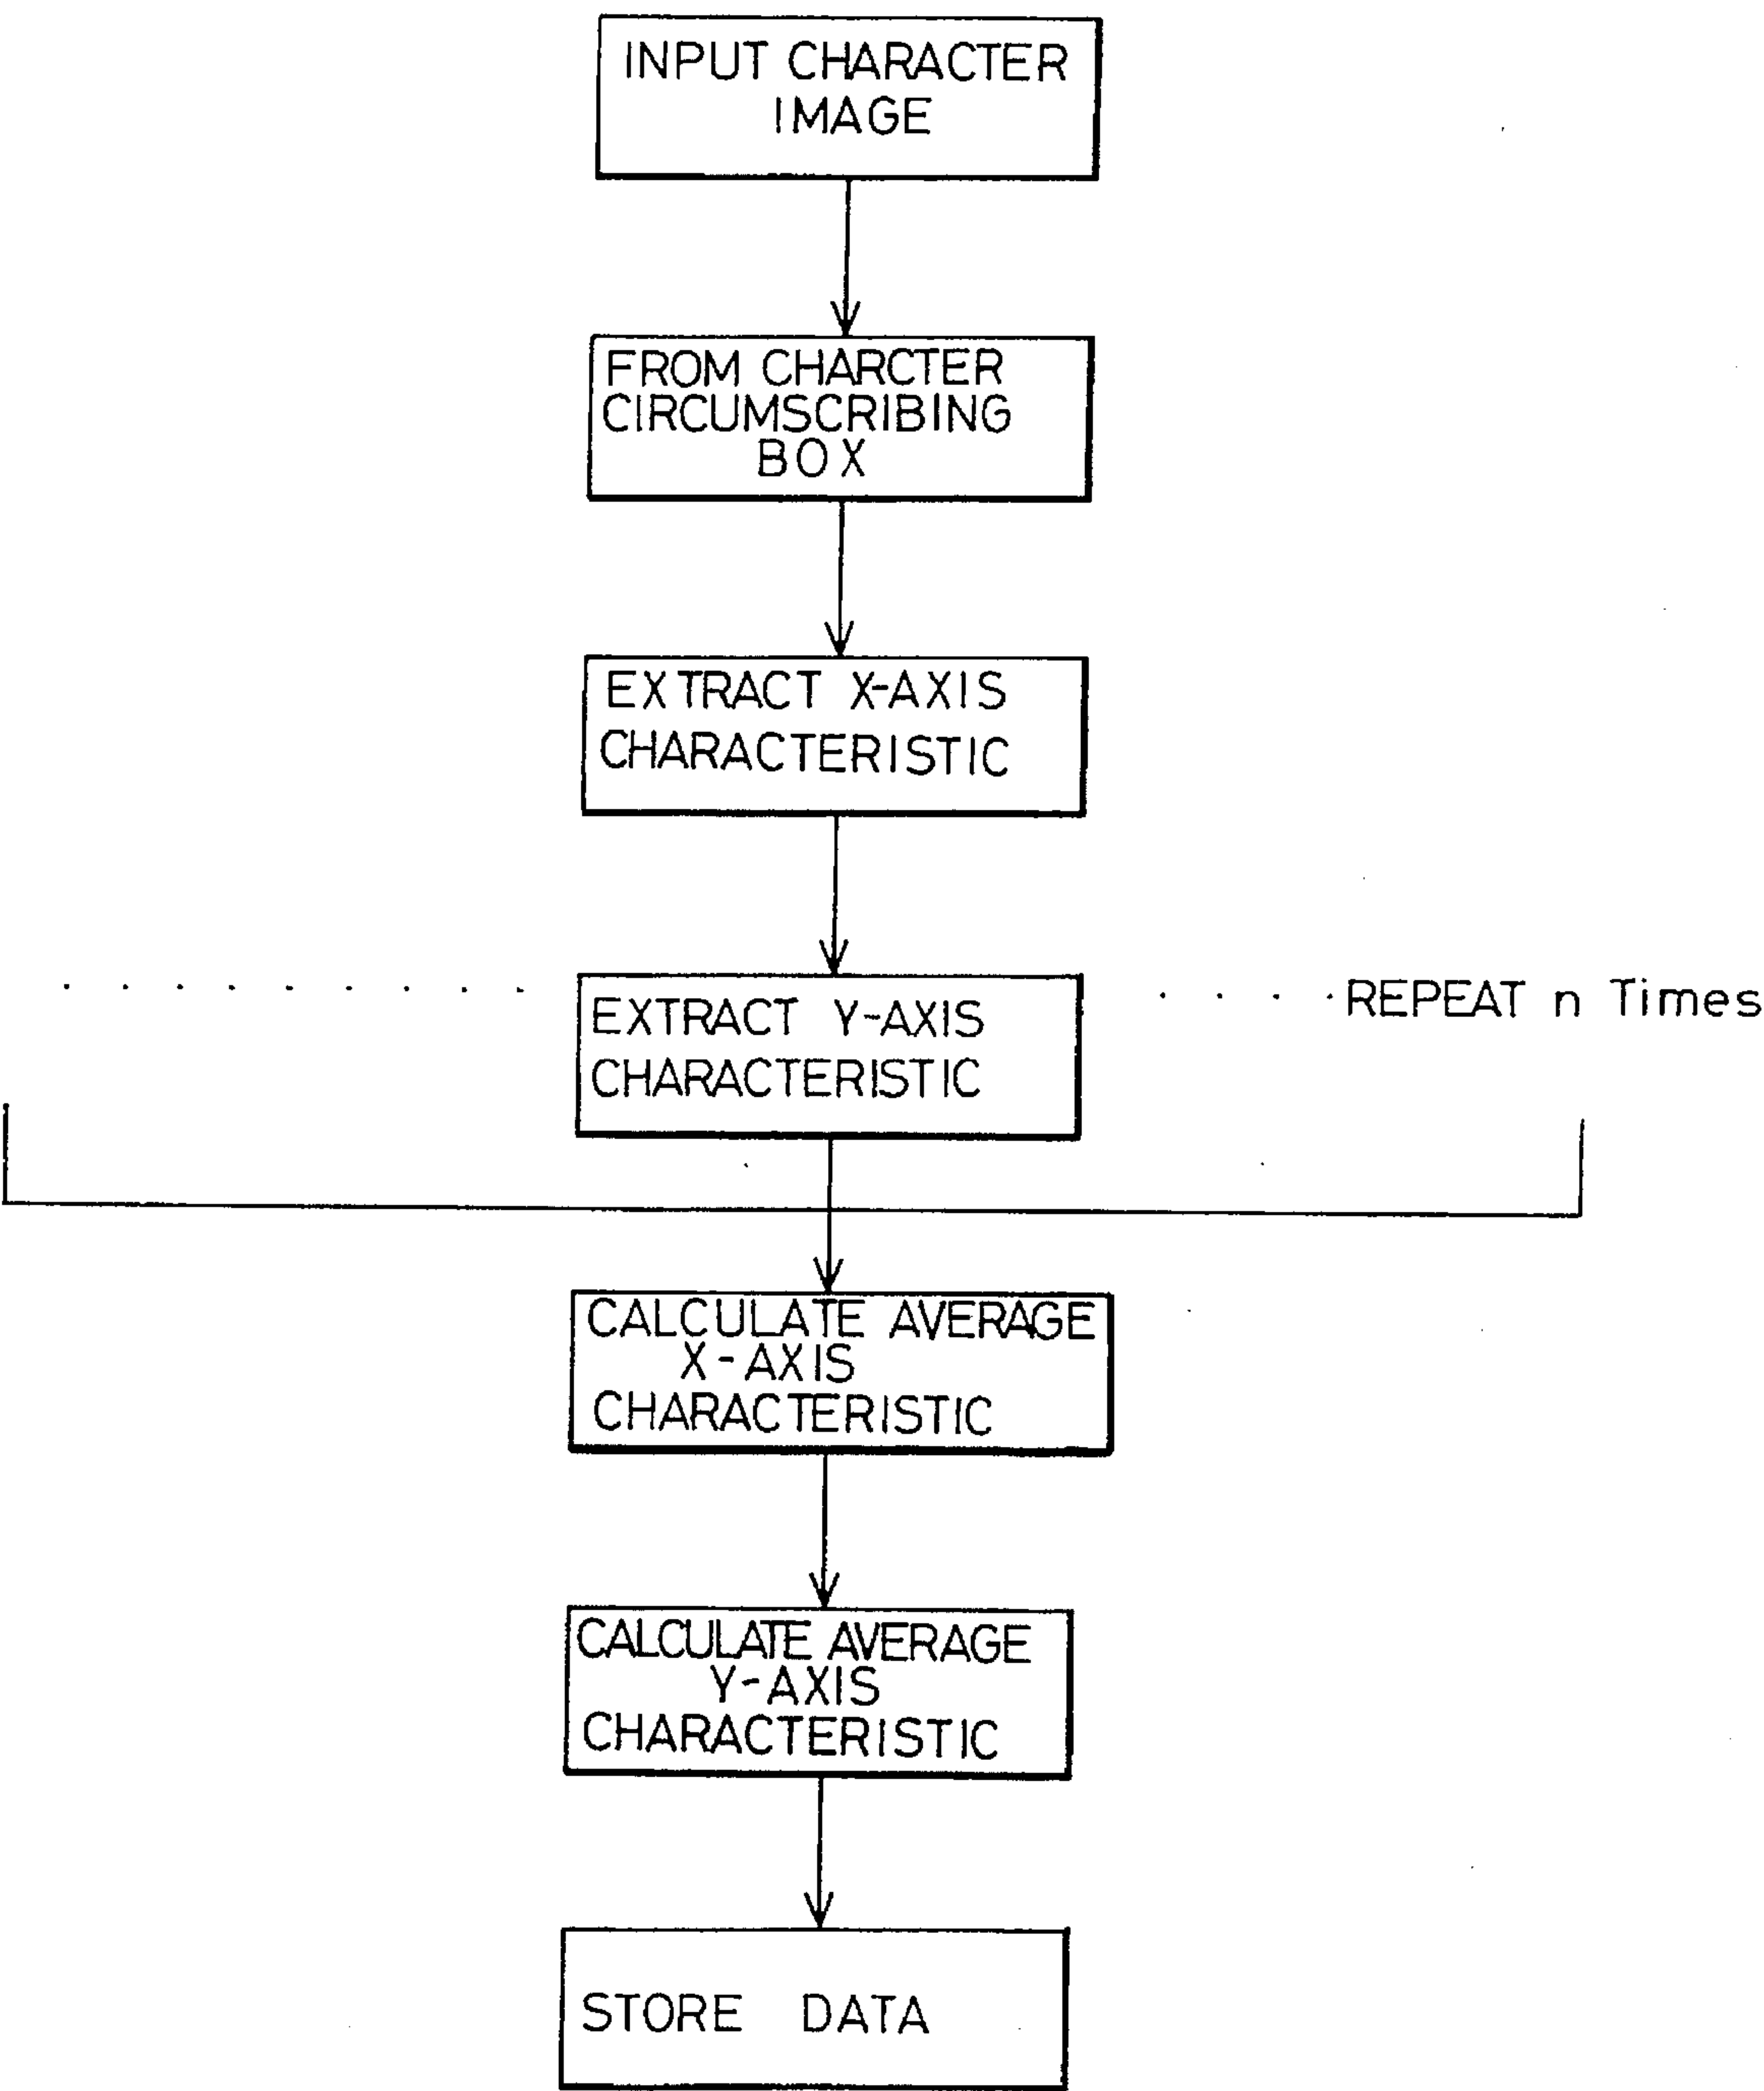 INPUT CHARACTER
IMAGE
FROM CHARCTER
CIRCUMSCRIBING
BOX
EXTRACT X-AXIS
CHARACTERISTIC
EXTRACT Y-AXIS
CHARACTERISTIC
REPEAT n Times
CALCULATE AVERAGE
X-AXIS
CHARACTERISTIC
CALCULATE AVERAGE
Y-AXIS
CHARACTERISTIC
STORE DATA